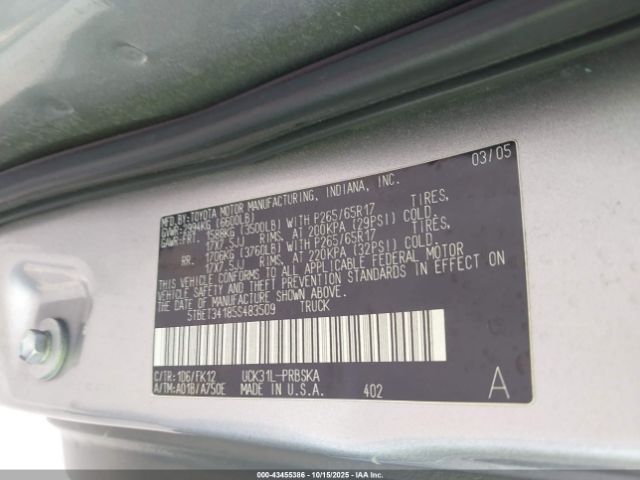 03/05
MFD.BY:TOYOTA MOTOR MANUFACTURING, INDIANA, INC.
GVWR:2994KG (6600LB)
GAWR:FRT. 1588KG (3500LB) WITH P265/65R17 TIRES,
17X7.5JJ RIMS, AT 200KPA (29PSI) COLD.
RR. 1706KG (3760LB) WITH P265/65R17 TIRES,
17X7.5JJ RIMS, AT 220KPA (32PSI) COLD.
THIS VEHICLE CONFORMS TO ALL APPLICABLE FEDERAL MOTOR
VEHICLE SAFETY AND THEFT PREVENTION STANDARDS IN EFFECT ON
THE DATE OF MANUFACTURE SHOWN ABOVE.
5TBET34185S483509 TRUCK
C/TR:1D6/FK12 UCK31L-PRBSKA
A/TM:A01B/A750E MADE IN U.S.A. 402 A
00-43455386 - 10/15/2025 - IAAI.COM